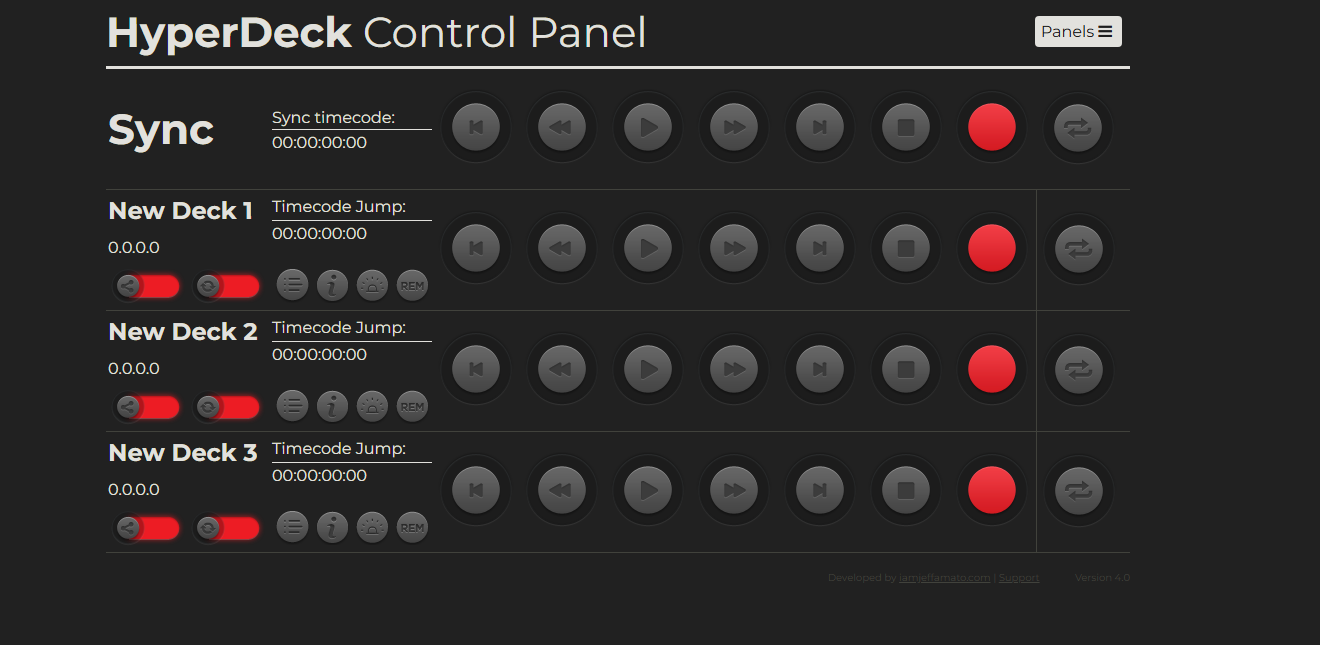 HyperDeck Control Panel
Panels
Sync
Sync timecode:
00:00:00:00
New Deck 1
Timecode Jump:
00:00:00:00
0.0.0.0
REM
New Deck 2
Timecode Jump:
00:00:00:00
0.0.0.0
REM
New Deck 3
Timecode Jump:
00:00:00:00
0.0.0.0
REM
Developed by iamjeffamato.com | Support Version 4.0